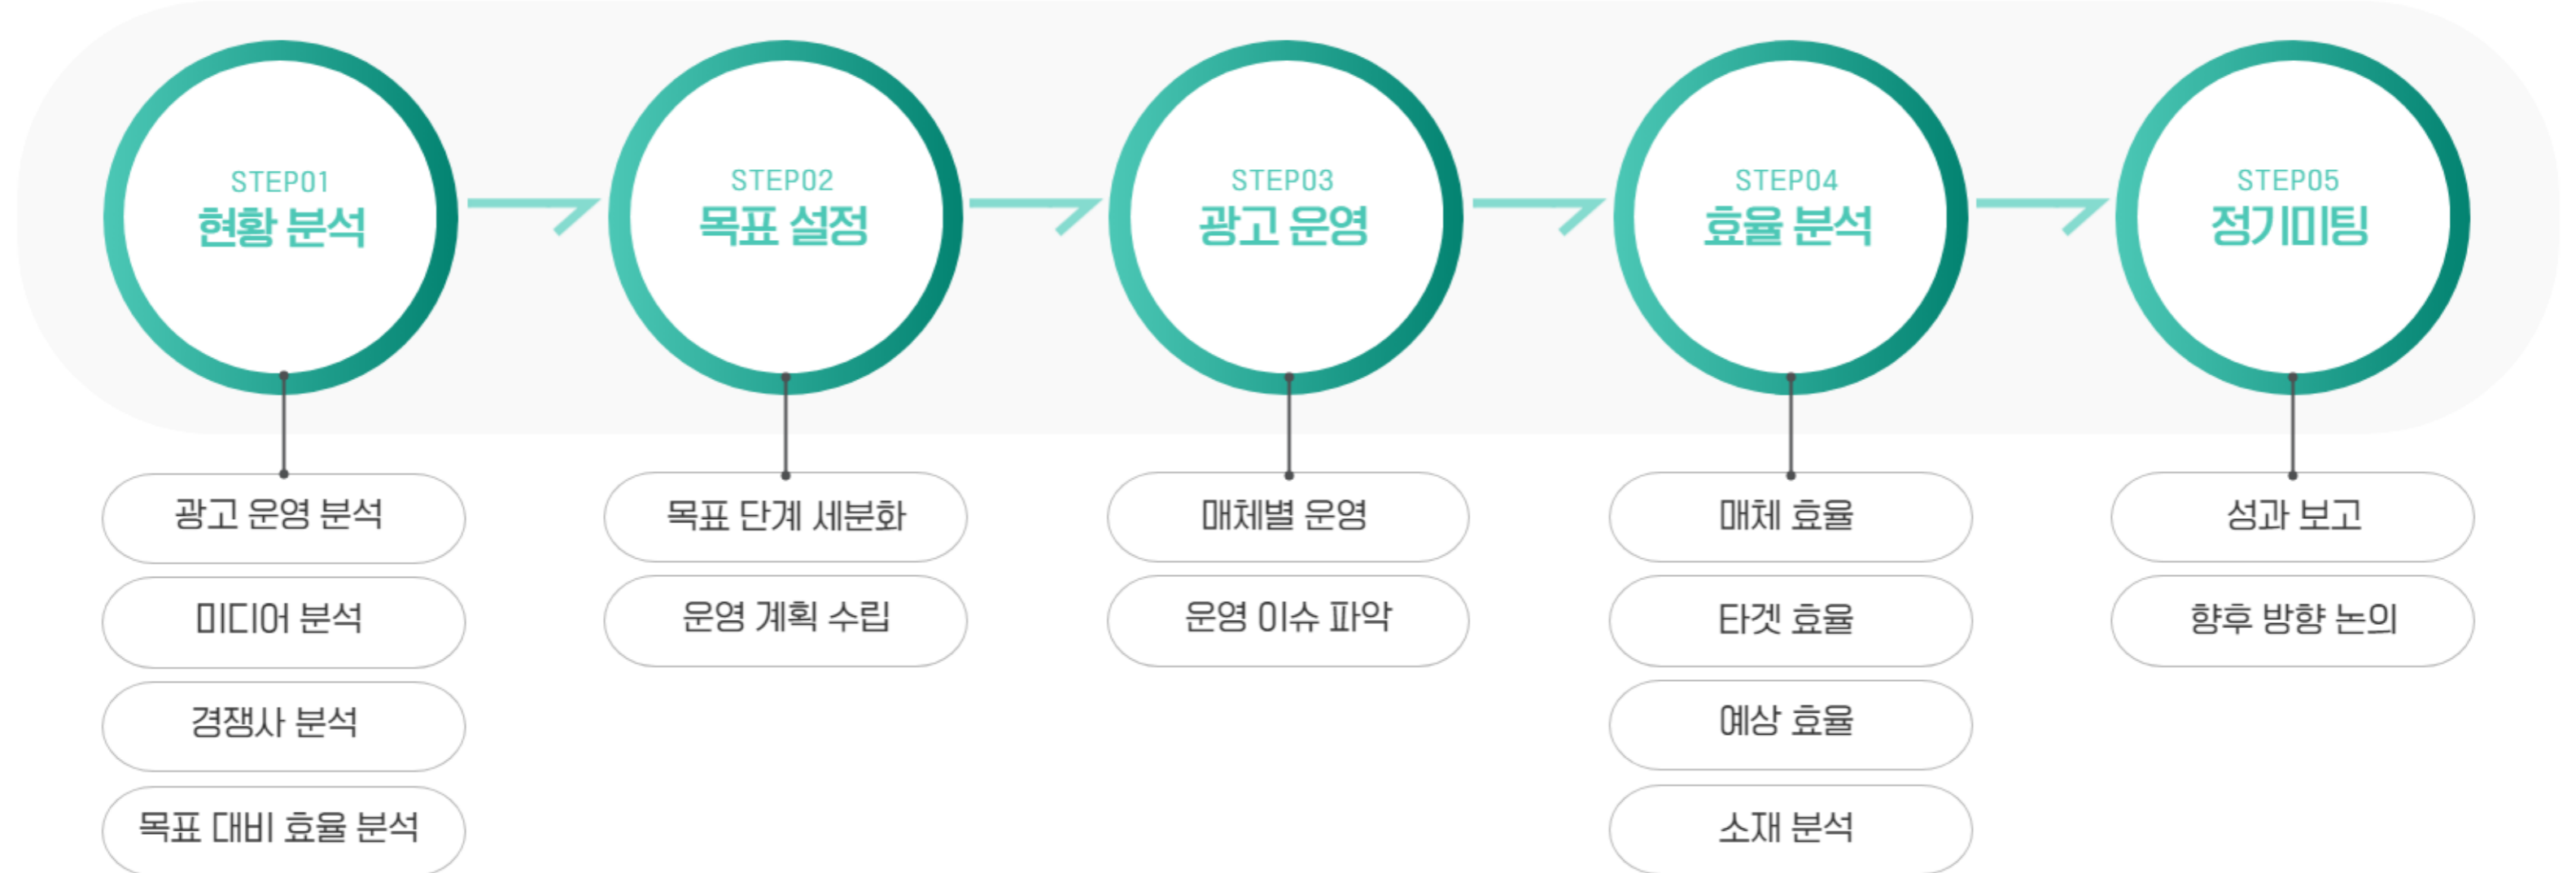 STEP01
현황 분석
STEP02
목표 설정
STEP03
광고 운영
STEP04
효율 분석
STEP05
정기미팅
광고 운영 분석
미디어 분석
경쟁사 분석
목표 대비 효율 분석
목표 단계 세분화
운영 계획 수립
매체별 운영
운영 이슈 파악
매체 효율
타겟 효율
예상 효율
소재 분석
성과 보고
향후 방향 논의